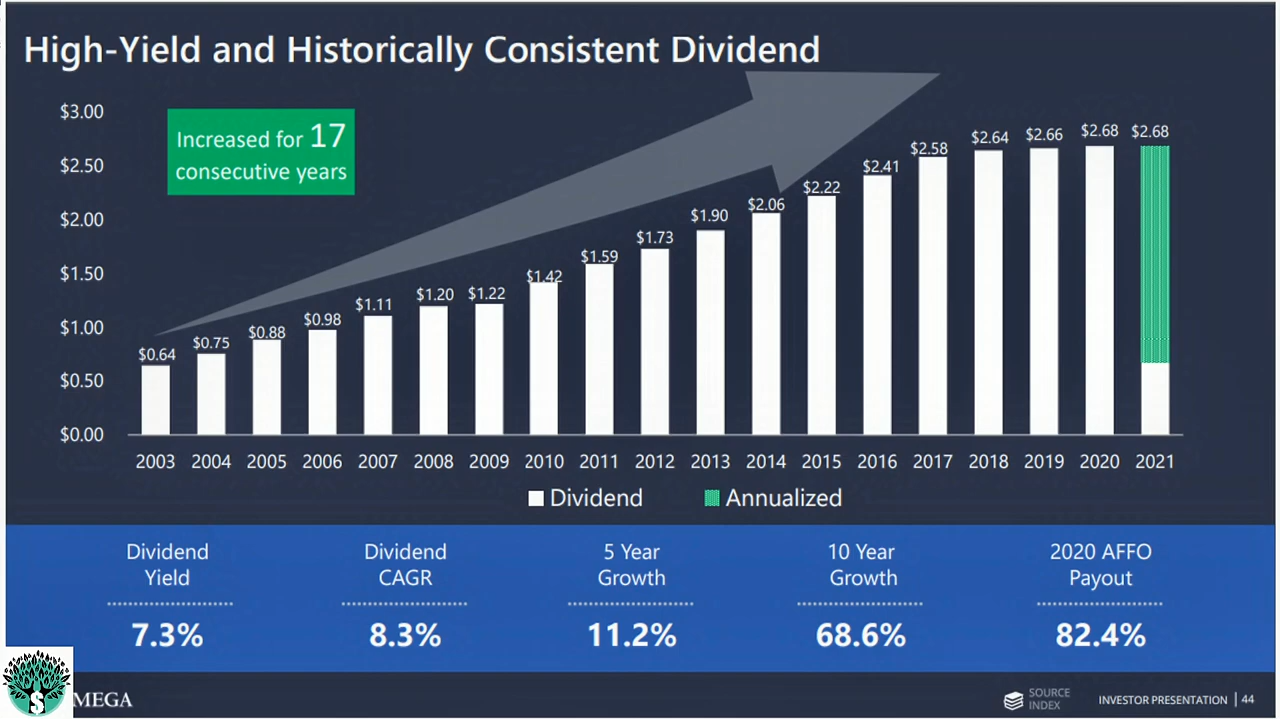 High-Yield and Historically Consistent Dividend
Increased for 17
consecutive years
$3.00
$2.50
$2.00
$1.50
$1.00
$0.50
$0.00
$0.64
$0.75
$0.88
$0.98
$1.11
$1.20
$1.22
$1.42
$1.59
$1.73
$1.90
$2.06
$2.22
$2.41
$2.58
$2.64
$2.66
$2.68
$2.68
2003 2004 2005 2006 2007 2008 2009 2010 2011 2012 2013 2014 2015 2016 2017 2018 2019 2020 2021
Dividend Annualized
Dividend
Yield
7.3%
Dividend
CAGR
8.3%
5 Year
Growth
11.2%
10 Year
Growth
68.6%
2020 AFFO
Payout
82.4%
$
MEGA
SOURCE
INDEX
INVESTOR PRESENTATION | 44